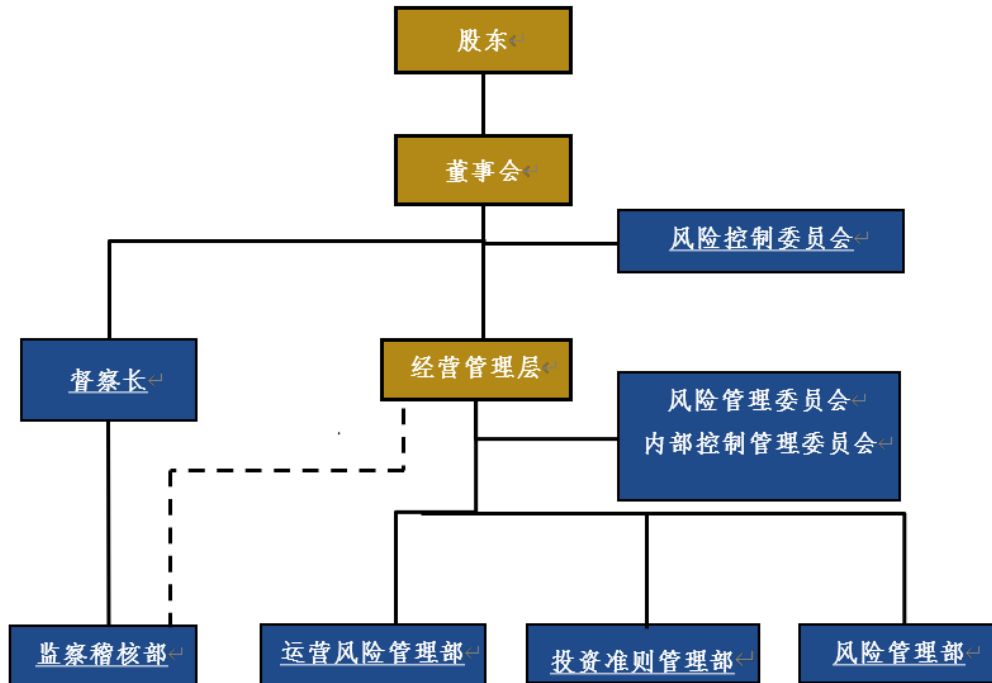 股东
董事会
风险控制委员会
督察长
经营管理层
风险管理委员会
内部控制管理委员会
监察稽核部
运营风险管理部
投资准则管理部
风险管理部